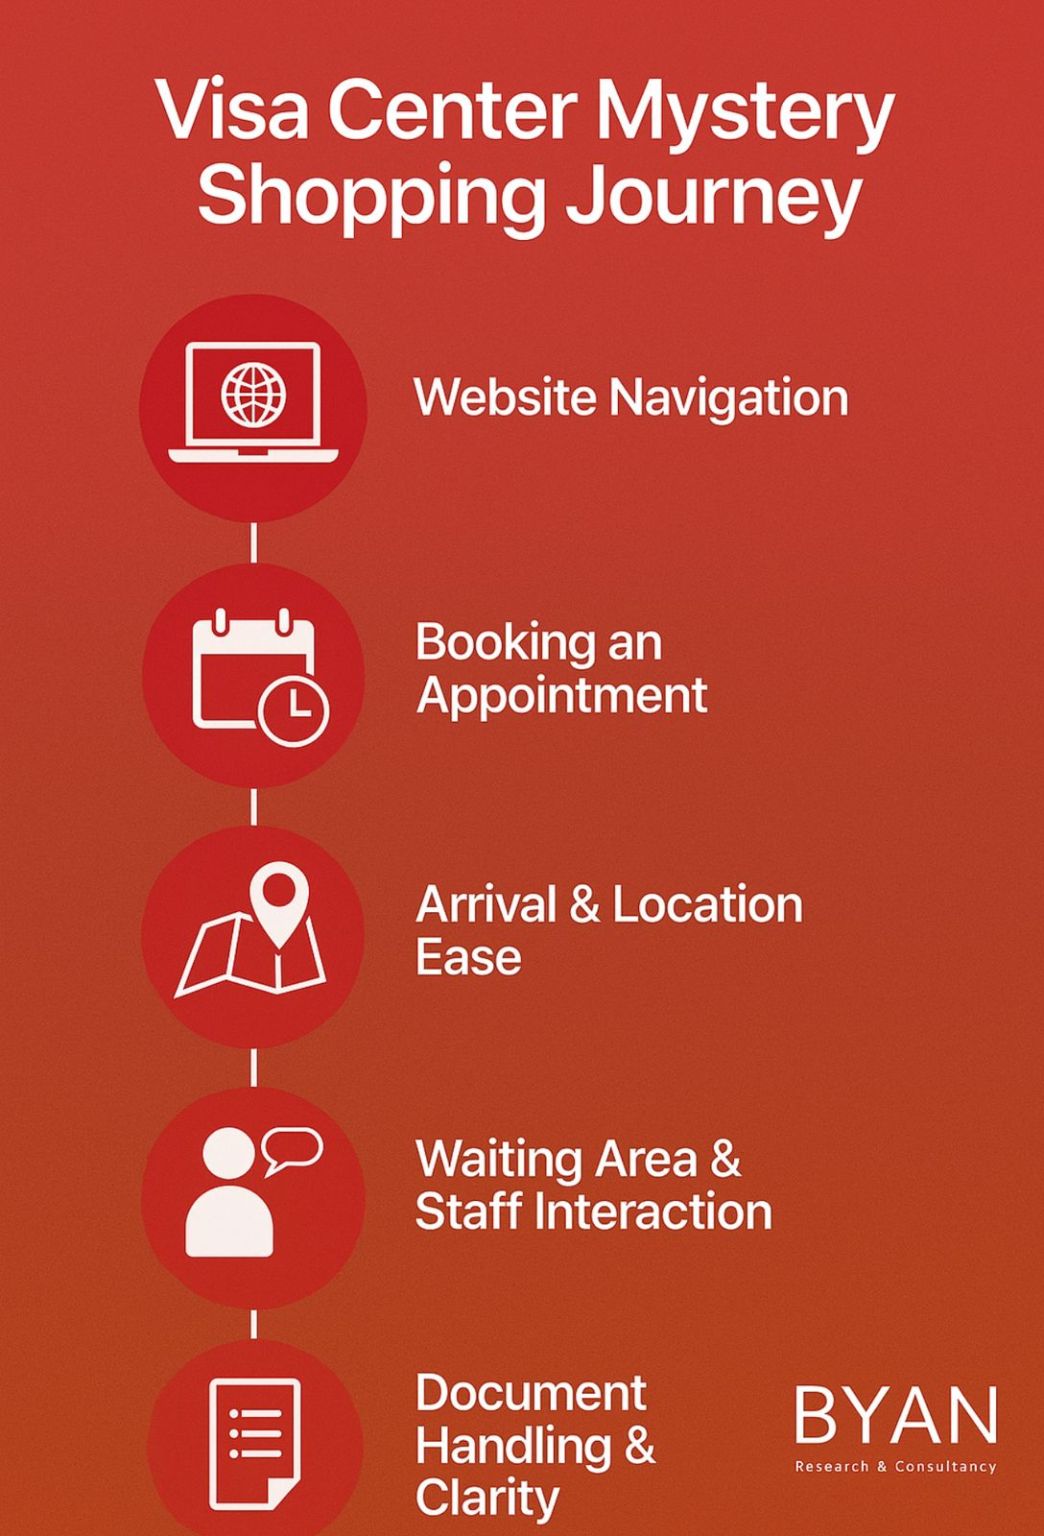 Visa Center Mystery
Shopping Journey
Website Navigation
Booking an
Appointment
Arrival & Location
Ease
Waiting Area &
Staff Interaction
Document
Handling &
Clarity
BYAN
Research & Consultancy